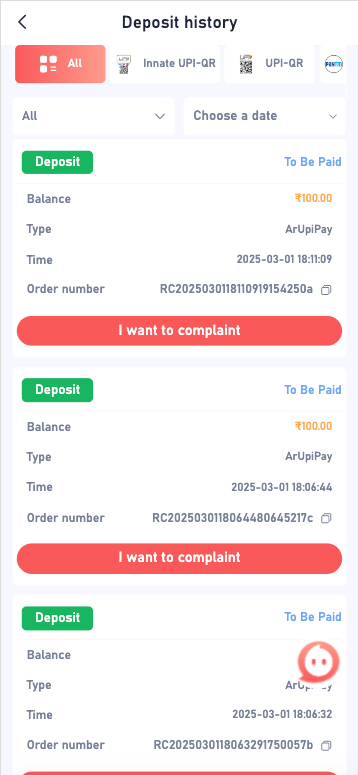 Deposit history
All
Innate UPI-QR
UPI-QR
All
Choose a date
Deposit
To Be Paid
Balance
₹100.00
Type
ArUpiPay
Time
2025-03-01 18:11:09
Order number
RC2025030118110919154250a
I want to complaint
Deposit
To Be Paid
Balance
₹100.00
Type
ArUpiPay
Time
2025-03-01 18:06:44
Order number
RC2025030118064480645217c
I want to complaint
Deposit
To Be Paid
Balance
Type
Time
2025-03-01 18:06:32
Order number
RC2025030118063291750057b